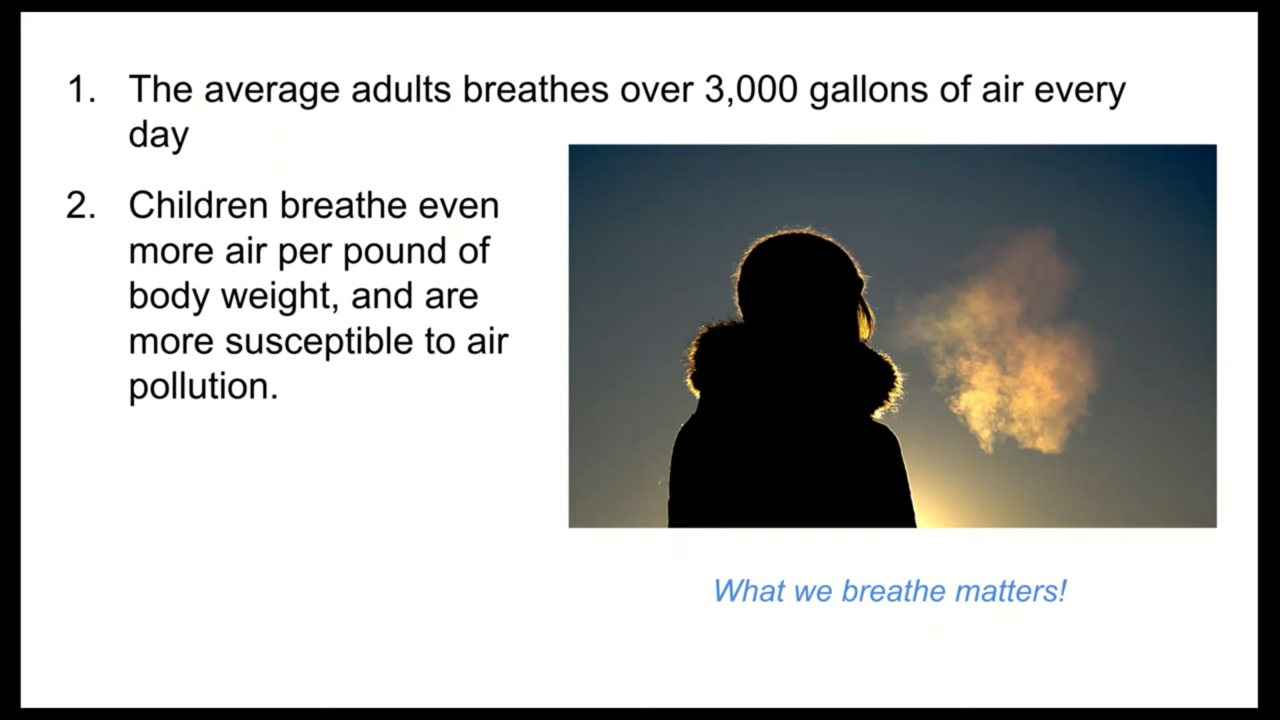 1. The average adults breathes over 3,000 gallons of air every
day
2. Children breathe even
more air per pound of
body weight, and are
more susceptible to air
pollution.
What we breathe matters!